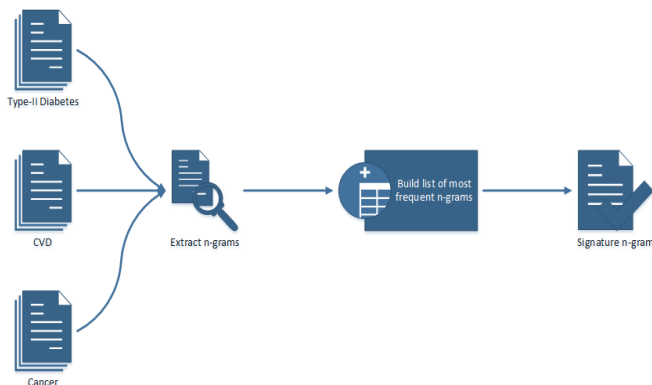 Type-II Diabetes
CVD
Cancer
Extract n-grams
Build list of most
frequent n-grams
Signature n-gram